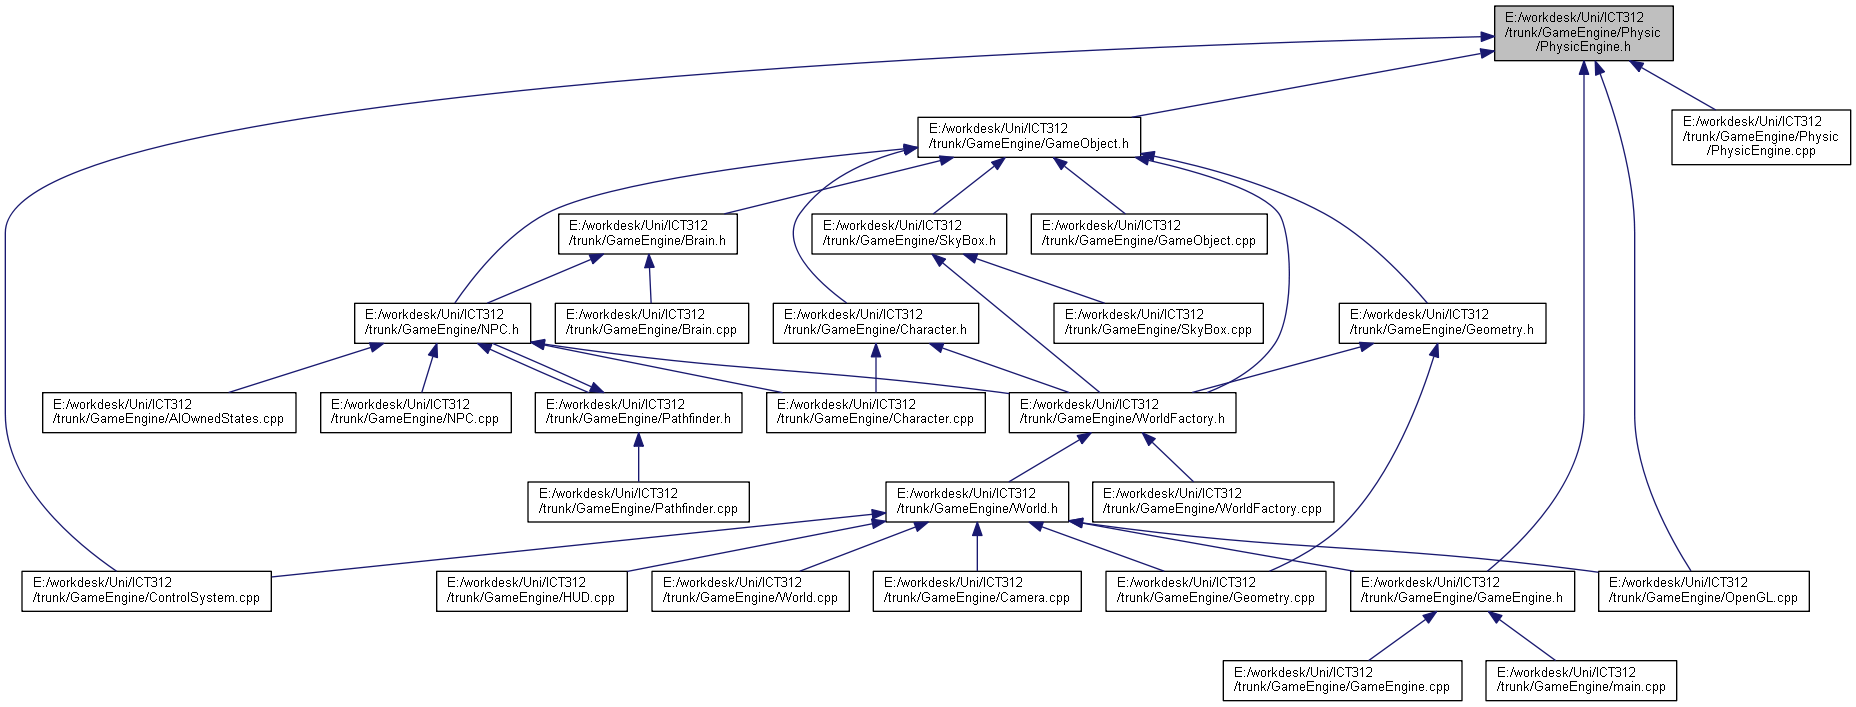 E:/workdesk/Uni/ICT312
/trunk/GameEngine/Physic
/PhysicEngine.h
E:/workdesk/Uni/ICT312
/trunk/GameEngine/GameObject.h
E:/workdesk/Uni/ICT312
/trunk/GameEngine/Physic
/PhysicEngine.cpp
E:/workdesk/Uni/ICT312
/trunk/GameEngine/Brain.h
E:/workdesk/Uni/ICT312
/trunk/GameEngine/SkyBox.h
E:/workdesk/Uni/ICT312
/trunk/GameEngine/GameObject.cpp
E:/workdesk/Uni/ICT312
/trunk/GameEngine/NPC.h
E:/workdesk/Uni/ICT312
/trunk/GameEngine/Brain.cpp
E:/workdesk/Uni/ICT312
/trunk/GameEngine/Character.h
E:/workdesk/Uni/ICT312
/trunk/GameEngine/SkyBox.cpp
E:/workdesk/Uni/ICT312
/trunk/GameEngine/Geometry.h
E:/workdesk/Uni/ICT312
/trunk/GameEngine/AIOwnedStates.cpp
E:/workdesk/Uni/ICT312
/trunk/GameEngine/NPC.cpp
E:/workdesk/Uni/ICT312
/trunk/GameEngine/Pathfinder.h
E:/workdesk/Uni/ICT312
/trunk/GameEngine/Character.cpp
E:/workdesk/Uni/ICT312
/trunk/GameEngine/WorldFactory.h
E:/workdesk/Uni/ICT312
/trunk/GameEngine/Pathfinder.cpp
E:/workdesk/Uni/ICT312
/trunk/GameEngine/World.h
E:/workdesk/Uni/ICT312
/trunk/GameEngine/WorldFactory.cpp
E:/workdesk/Uni/ICT312
/trunk/GameEngine/ControlSystem.cpp
E:/workdesk/Uni/ICT312
/trunk/GameEngine/HUD.cpp
E:/workdesk/Uni/ICT312
/trunk/GameEngine/World.cpp
E:/workdesk/Uni/ICT312
/trunk/GameEngine/Camera.cpp
E:/workdesk/Uni/ICT312
/trunk/GameEngine/Geometry.cpp
E:/workdesk/Uni/ICT312
/trunk/GameEngine/GameEngine.h
E:/workdesk/Uni/ICT312
/trunk/GameEngine/OpenGL.cpp
E:/workdesk/Uni/ICT312
/trunk/GameEngine/GameEngine.cpp
E:/workdesk/Uni/ICT312
/trunk/GameEngine/main.cpp